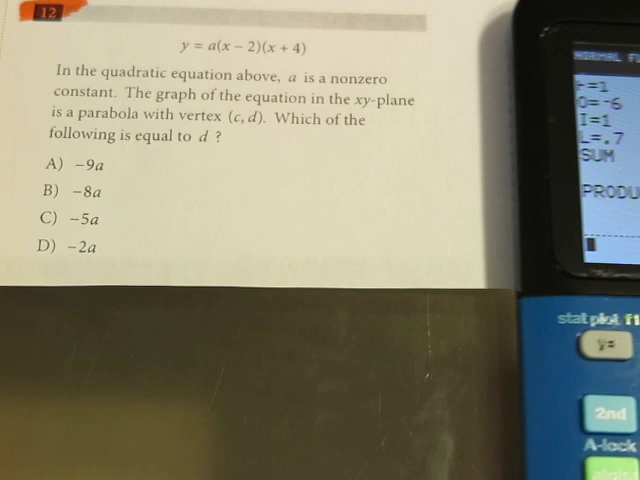 12
y = a(x − 2)(x + 4)
In the quadratic equation above, a is a nonzero
constant. The graph of the equation in the xy-plane
is a parabola with vertex (c, d). Which of the
following is equal to d ?
A) −9a
B) −8a
C) −5a
D) −2a
NORMAL
=1
O=-6
I=1
L=.7
SUM
PRODU
stat plot f1
y=
2nd
A-lock
alpha